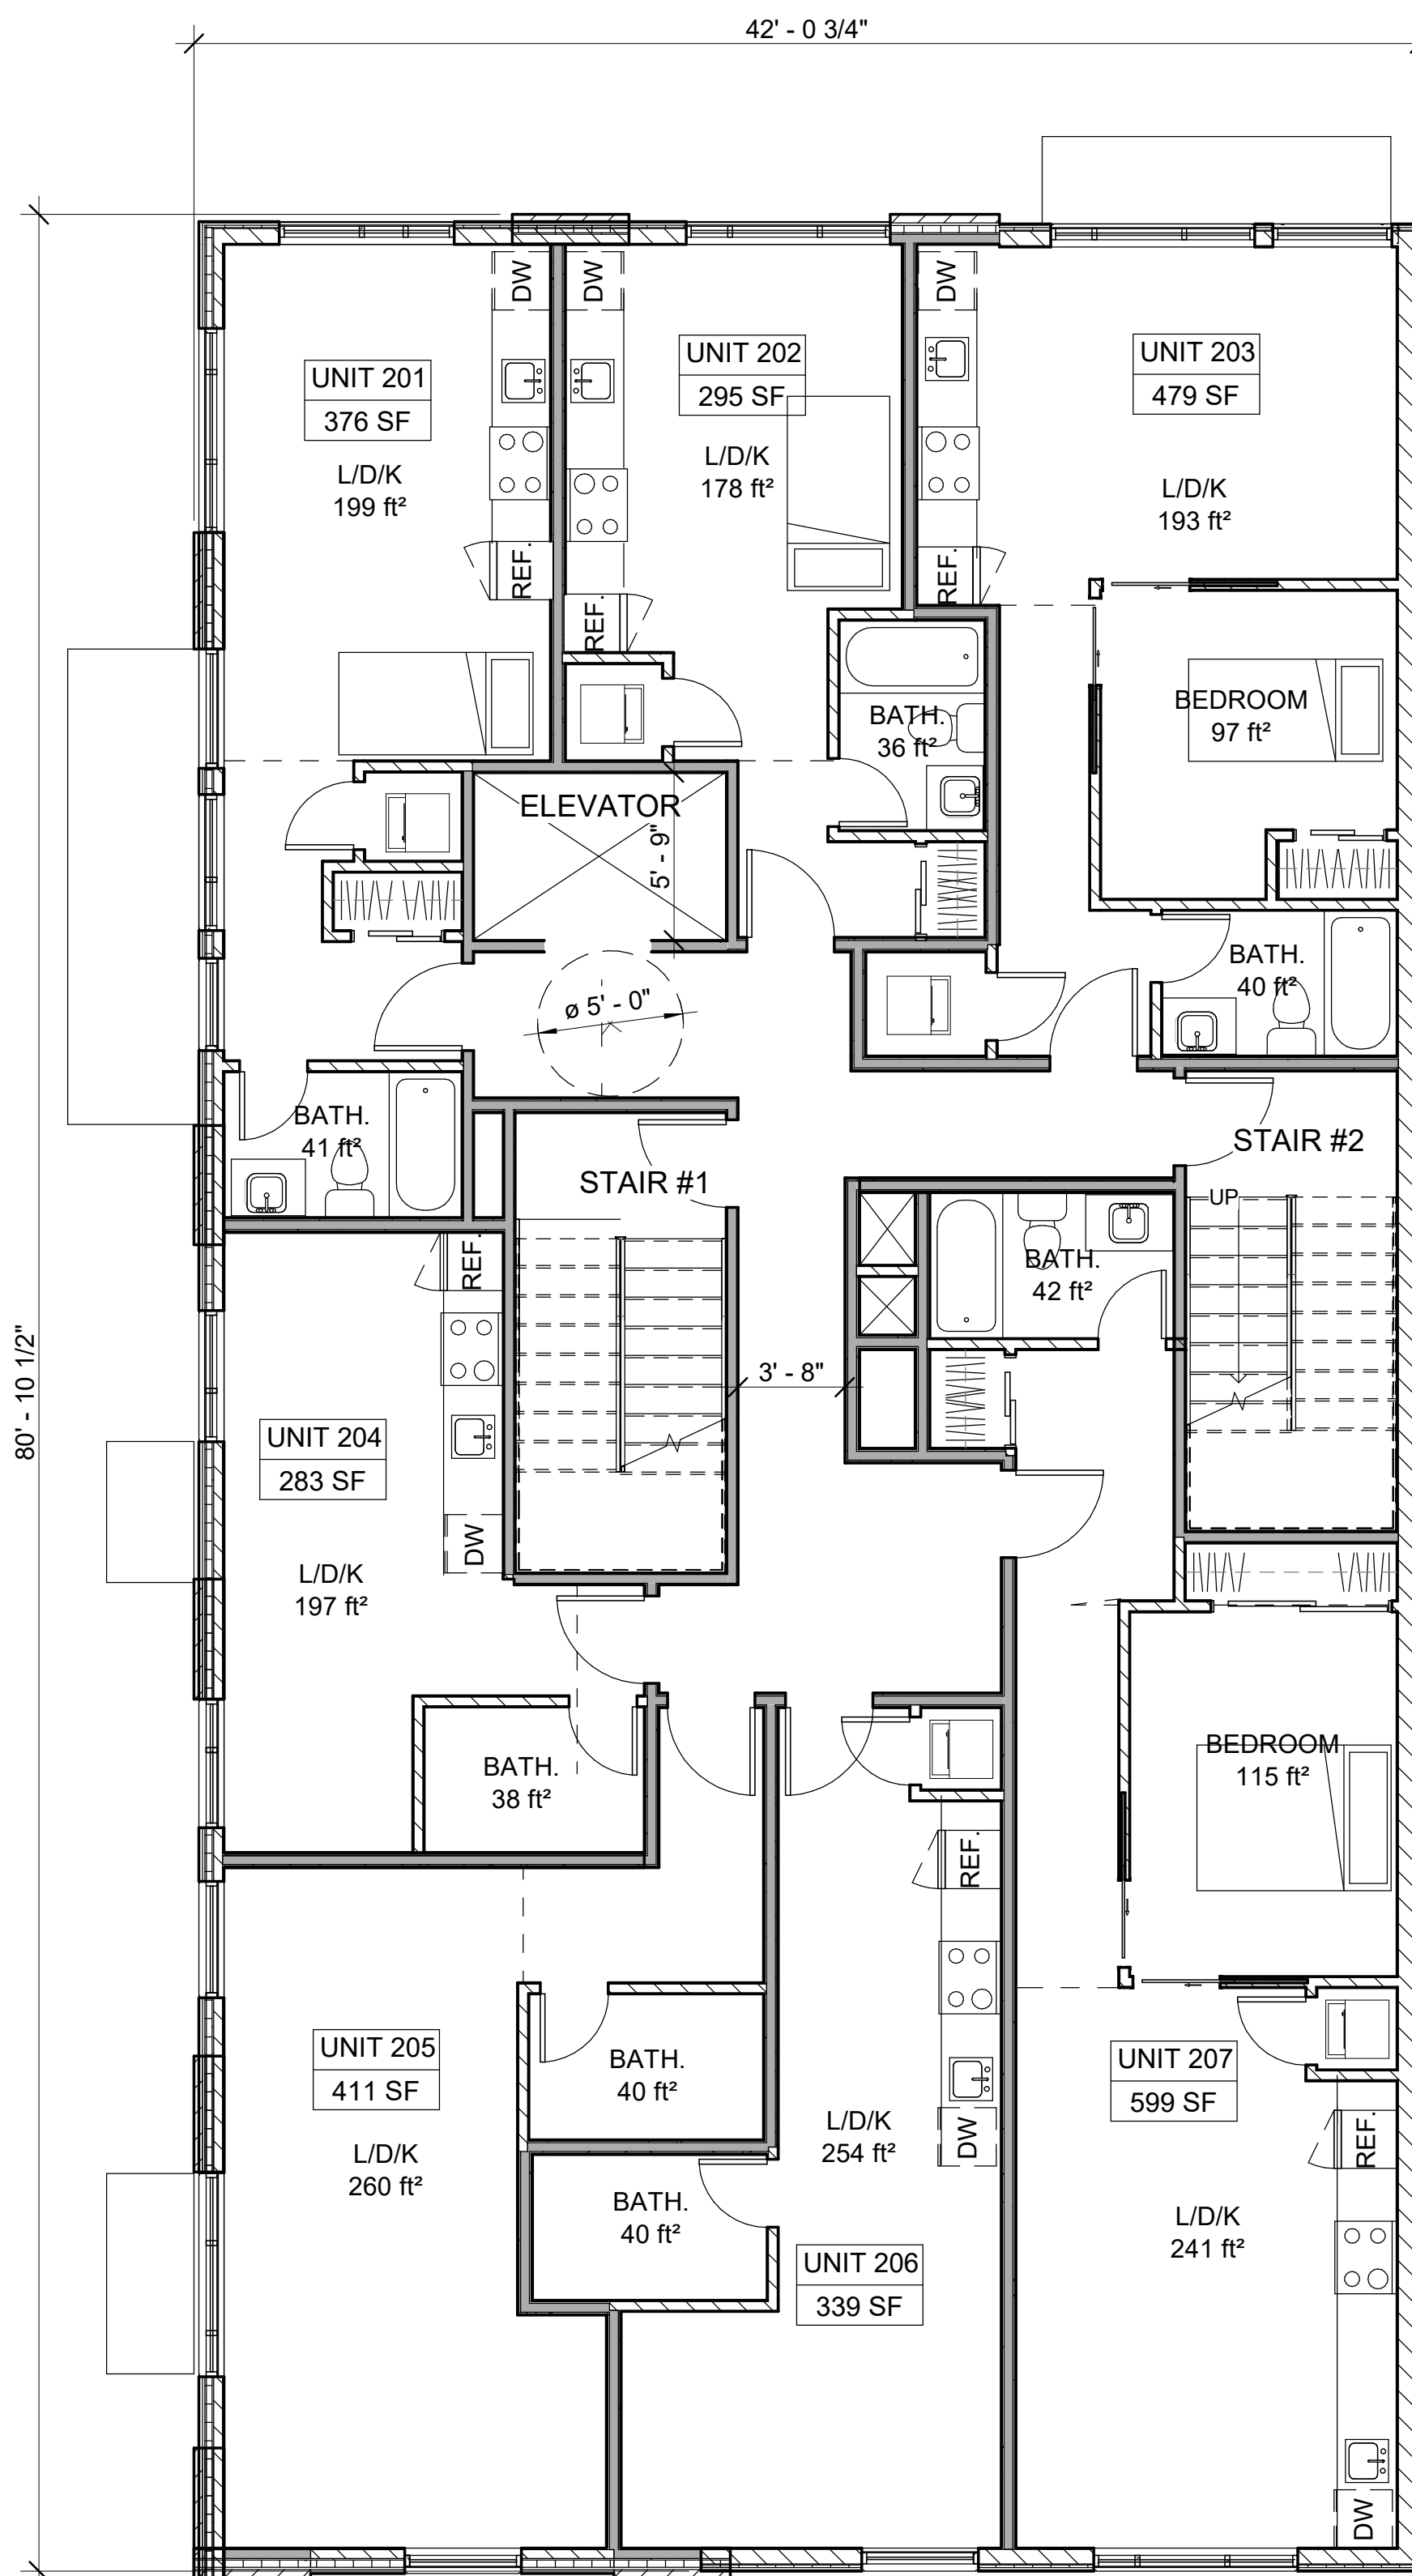 42' - 0 3/4"
DW
DW
DW
UNIT 201
376 SF
L/D/K
199 ft²
UNIT 202
295 SF
L/D/K
178 ft²
UNIT 203
479 SF
L/D/K
193 ft²
REF.
REF.
REF.
BATH.
36 ft²
BEDROOM
97 ft²
ELEVATOR
5' - 9"
ø 5' - 0"
BATH.
40 ft²
BATH.
41 ft²
STAIR #1
STAIR #2
UP
REF.
BATH.
42 ft²
80' - 10 1/2"
3' - 8"
UNIT 204
283 SF
DW
L/D/K
197 ft²
BATH.
38 ft²
BEDROOM
115 ft²
REF.
UNIT 205
411 SF
L/D/K
260 ft²
BATH.
40 ft²
BATH.
40 ft²
L/D/K
254 ft²
DW
UNIT 206
339 SF
UNIT 207
599 SF
REF.
L/D/K
241 ft²
DW